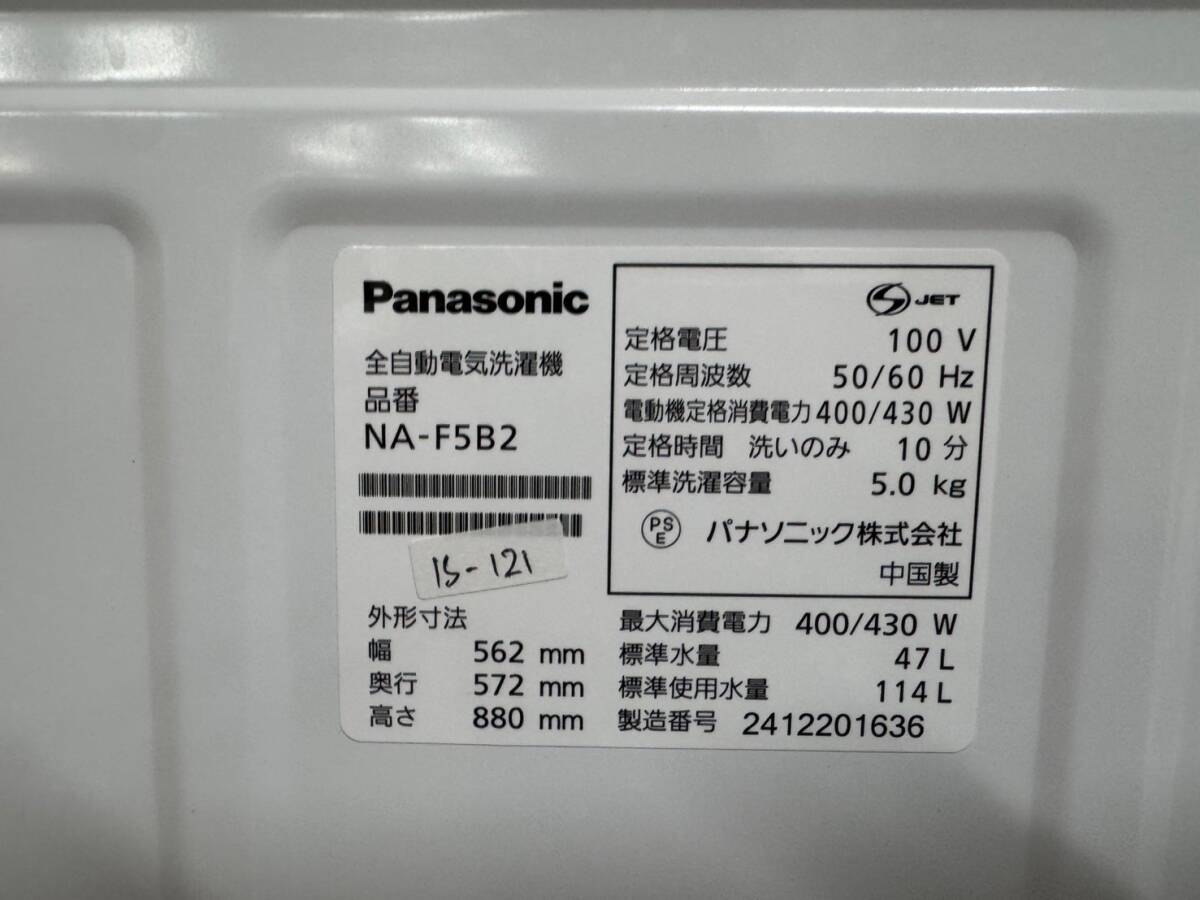 Panasonic
全自動電気洗濯機
品番
NA-F5B2
IS-121
外形寸法
幅 562 mm
奥行 572 mm
高さ 880 mm
JET
定格電圧 100 V
定格周波数 50/60 Hz
電動機定格消費電力 400/430 W
定格時間 洗いのみ 10 分
標準洗濯容量 5.0 kg
PSE パナソニック株式会社
中国製
最大消費電力 400/430 W
標準水量 47 L
標準使用水量 114 L
製造番号 2412201636